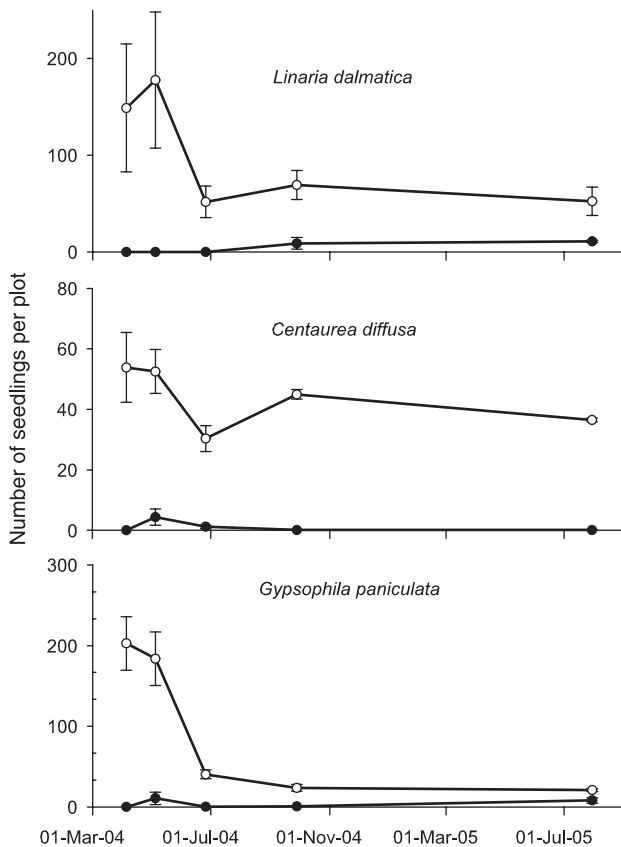 200
Linaria dalmatica
100
0
80
Centaurea diffusa
60
40
20
0
Number of seedlings per plot
300
Gypsophila paniculata
200
100
0
01-Mar-04 01-Jul-04 01-Nov-04 01-Mar-05 01-Jul-05